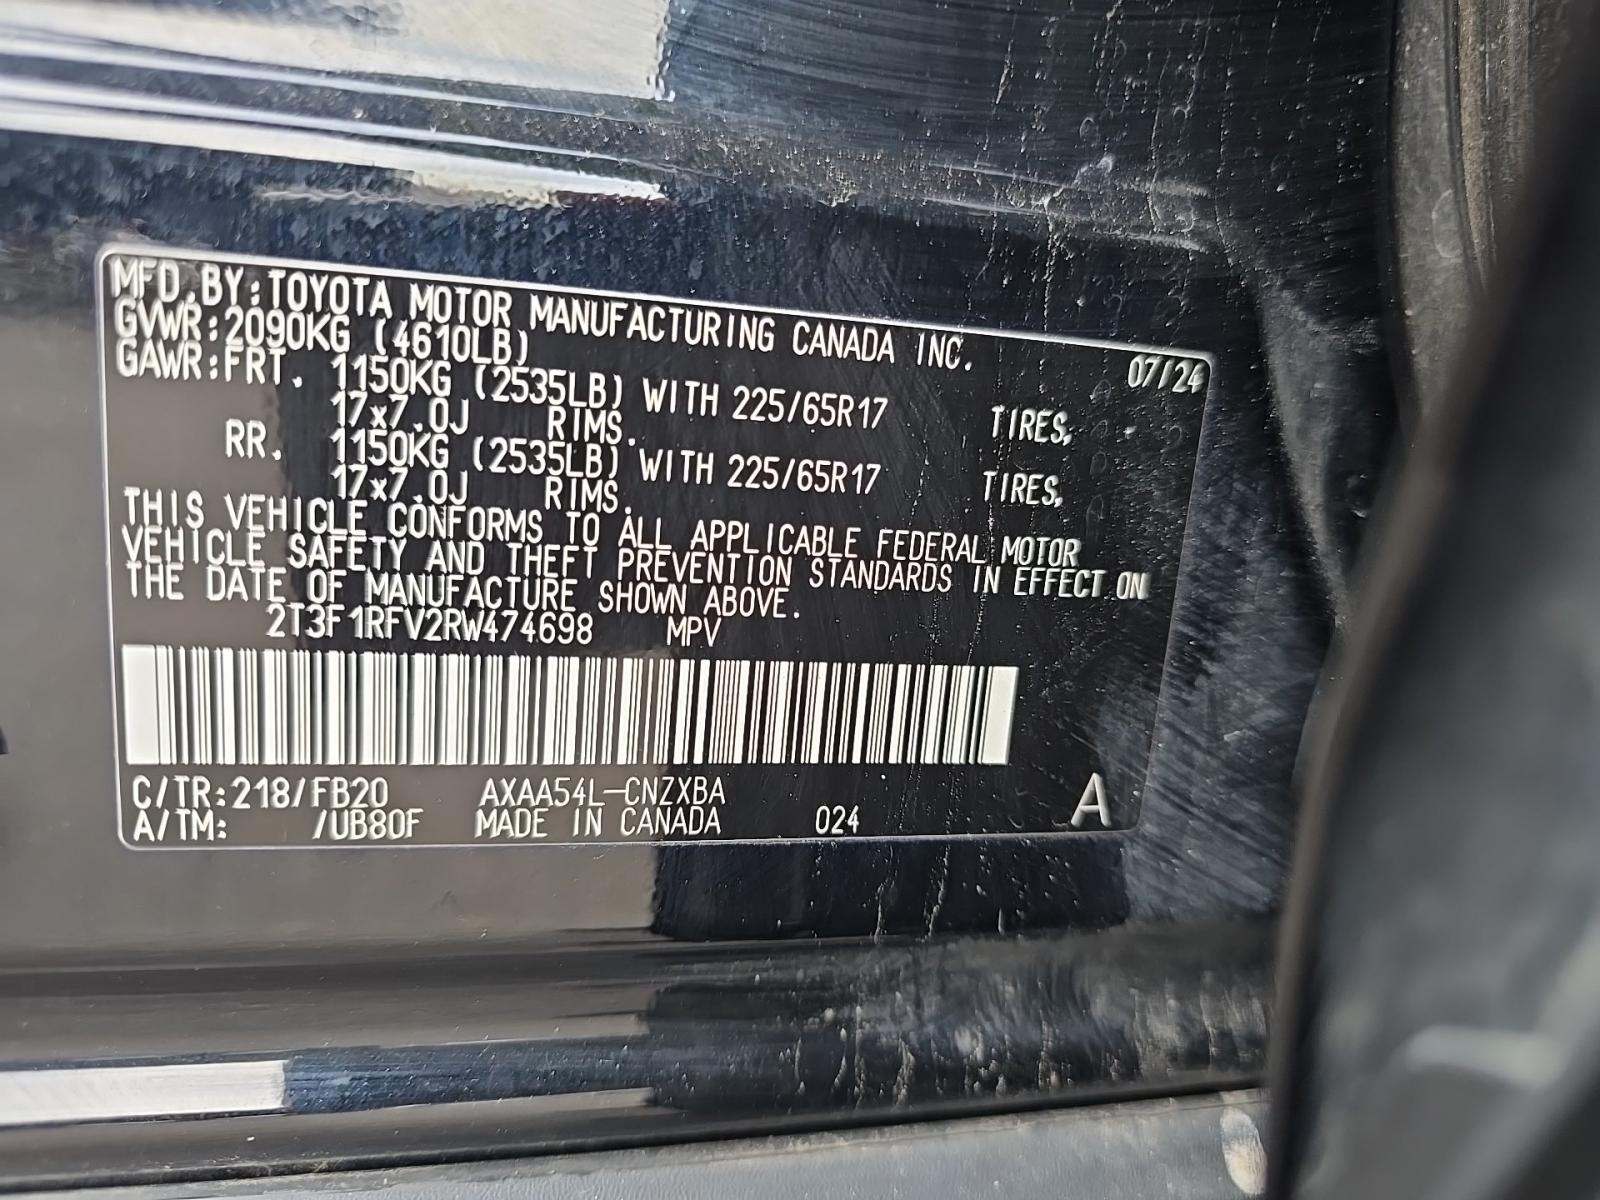 MFD.BY:TOYOTA MOTOR MANUFACTURING CANADA INC. 07/24
GVWR:2090KG (4610LB)
GAWR:FRT. 1150KG (2535LB) WITH 225/65R17 TIRES,
17x7.0J RIMS.
RR. 1150KG (2535LB) WITH 225/65R17 TIRES,
17x7.0J RIMS.
THIS VEHICLE CONFORMS TO ALL APPLICABLE FEDERAL MOTOR
VEHICLE SAFETY AND THEFT PREVENTION STANDARDS IN EFFECT ON
THE DATE OF MANUFACTURE SHOWN ABOVE.
2T3F1RFV2RW474698 MPV
C/TR:218/FB20 AXAA54L-CNZXBA
A/TM: /UB80F MADE IN CANADA 024 A